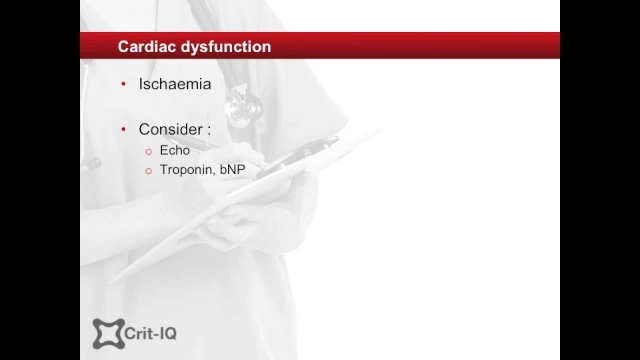 Cardiac dysfunction
• Ischaemia
• Consider :
o Echo
o Troponin, bNP
Crit-IQ